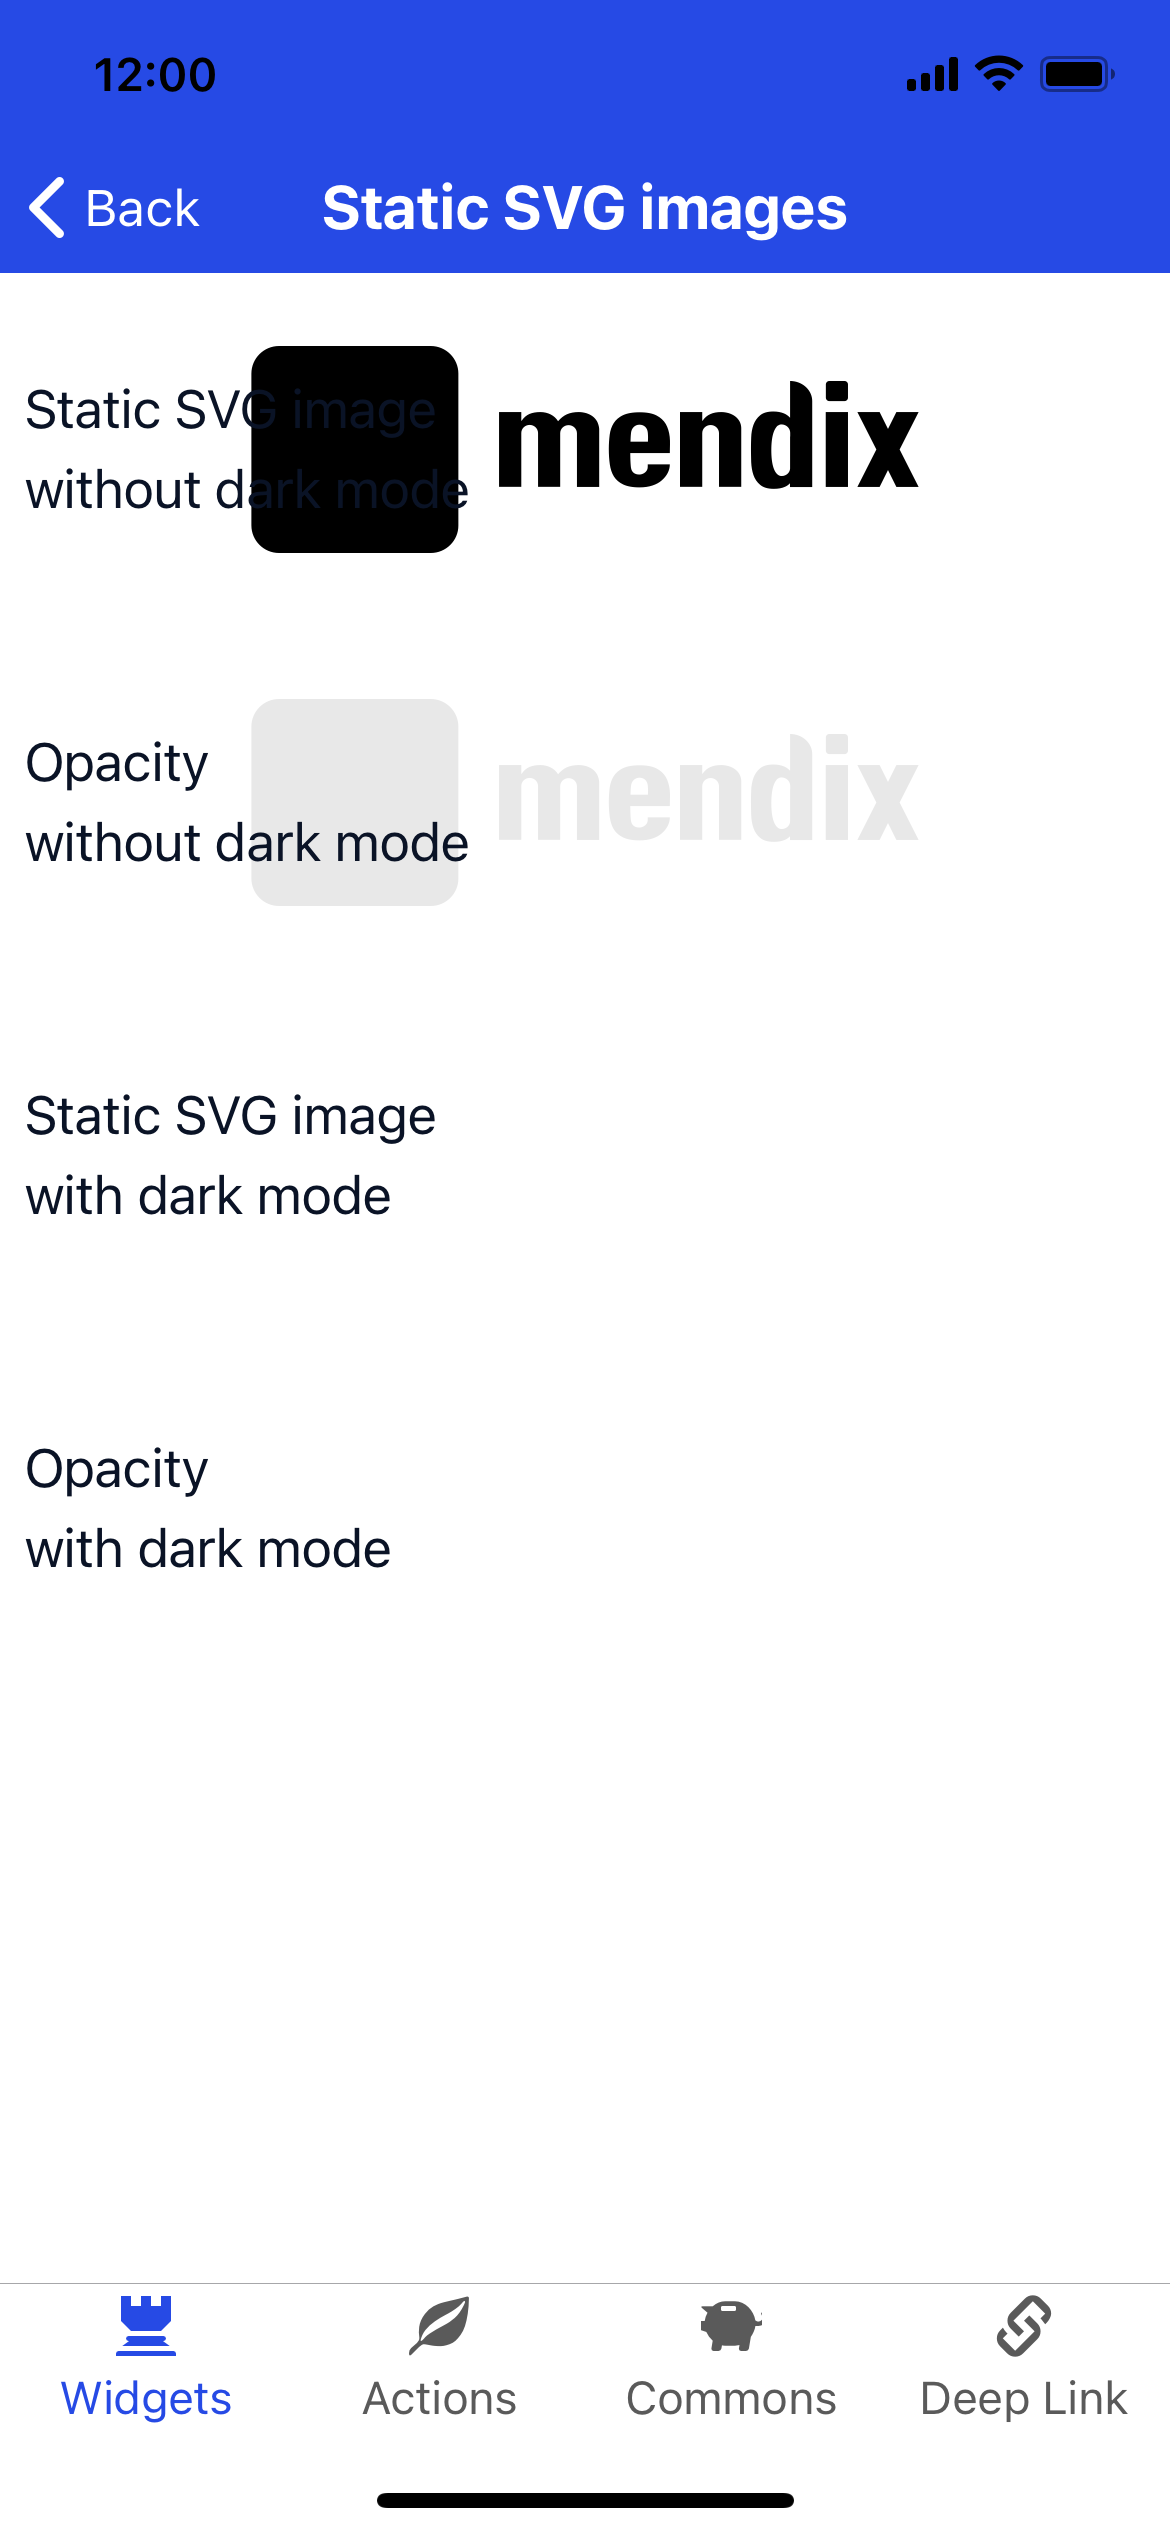 12:00
Back
Static SVG images
Static SVG image
without dark mode
mendix
Opacity
without dark mode
mendix
Static SVG image
with dark mode
Opacity
with dark mode
Widgets
Actions
Commons
Deep Link